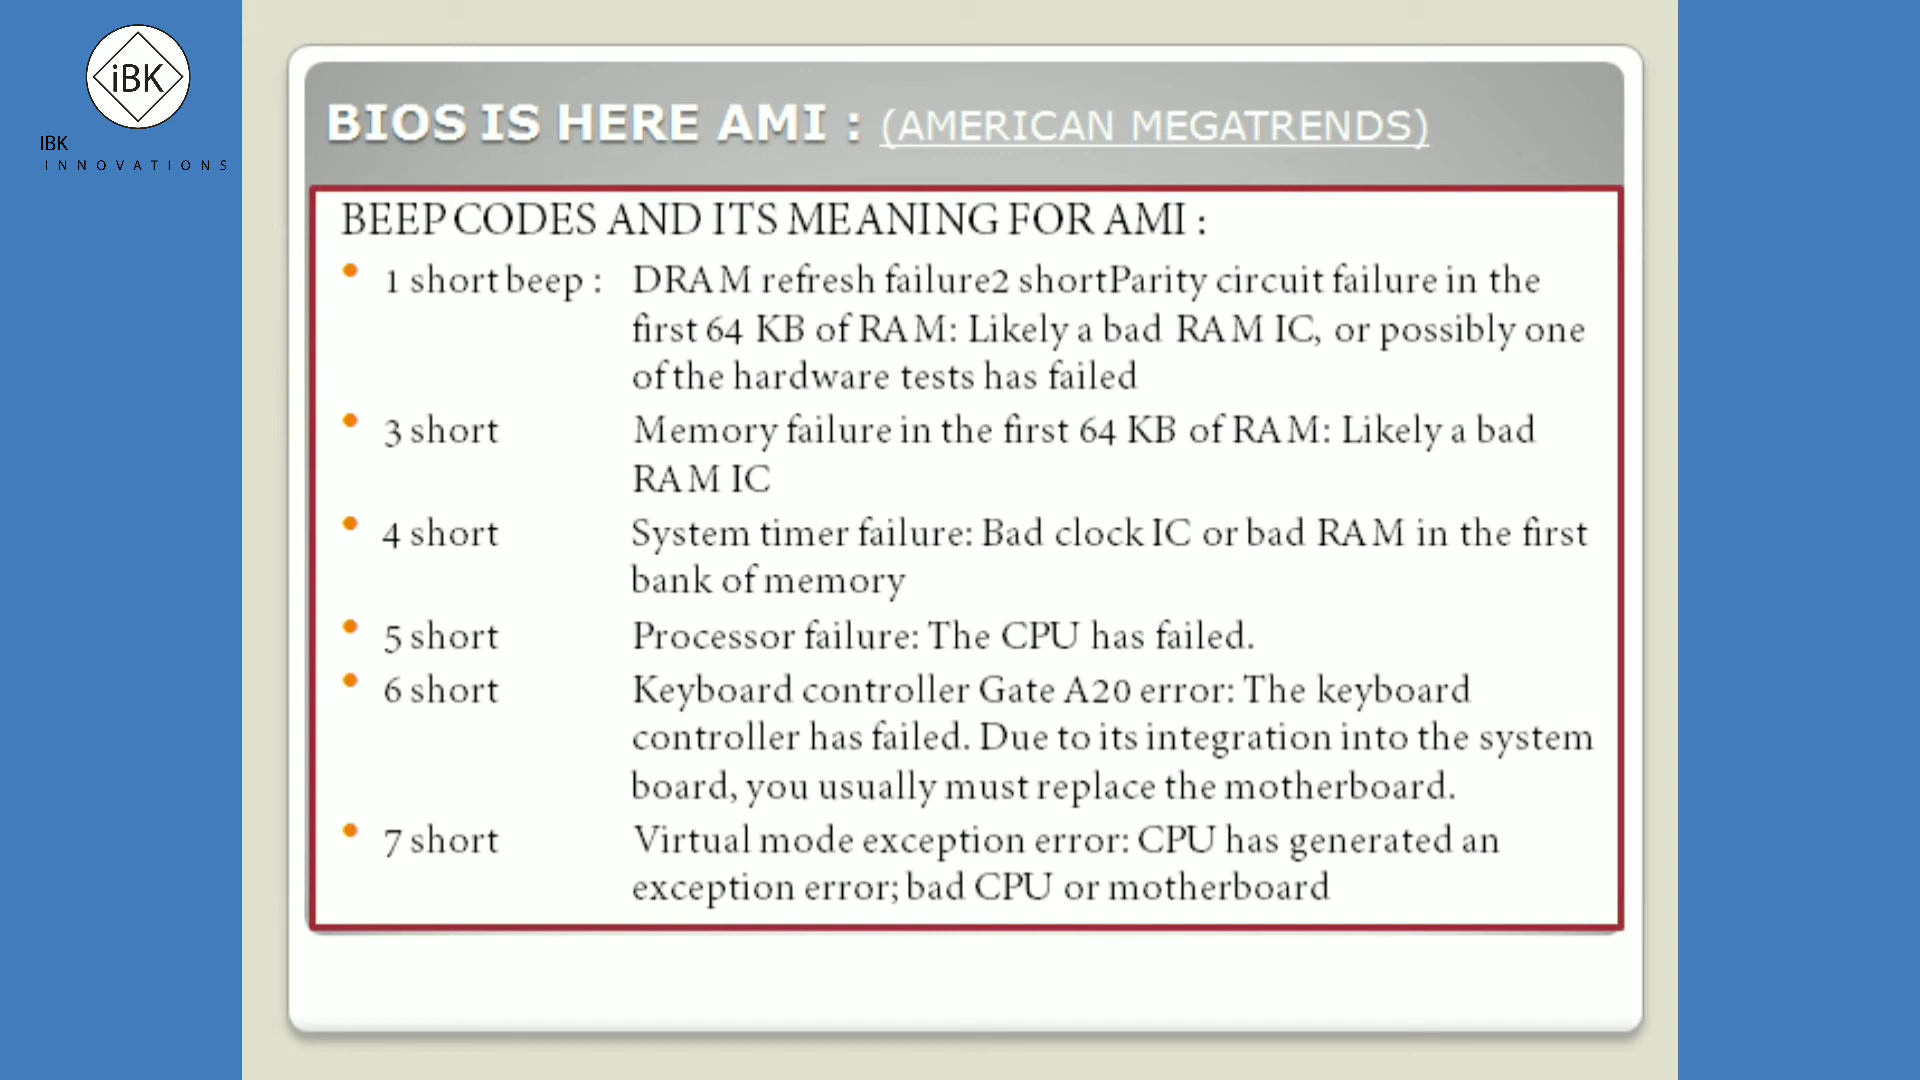 iBK
IBK
INNOVATIONS
BIOS IS HERE AMI : (AMERICAN MEGATRENDS)
BEEP CODES AND ITS MEANING FOR AMI :
• 1 short beep : DRAM refresh failure2 shortParity circuit failure in the
first 64 KB of RAM: Likely a bad RAM IC, or possibly one
of the hardware tests has failed
• 3 short Memory failure in the first 64 KB of RAM: Likely a bad
RAM IC
• 4 short System timer failure: Bad clock IC or bad RAM in the first
bank of memory
• 5 short Processor failure: The CPU has failed.
• 6 short Keyboard controller Gate A20 error: The keyboard
controller has failed. Due to its integration into the system
board, you usually must replace the motherboard.
• 7 short Virtual mode exception error: CPU has generated an
exception error; bad CPU or motherboard